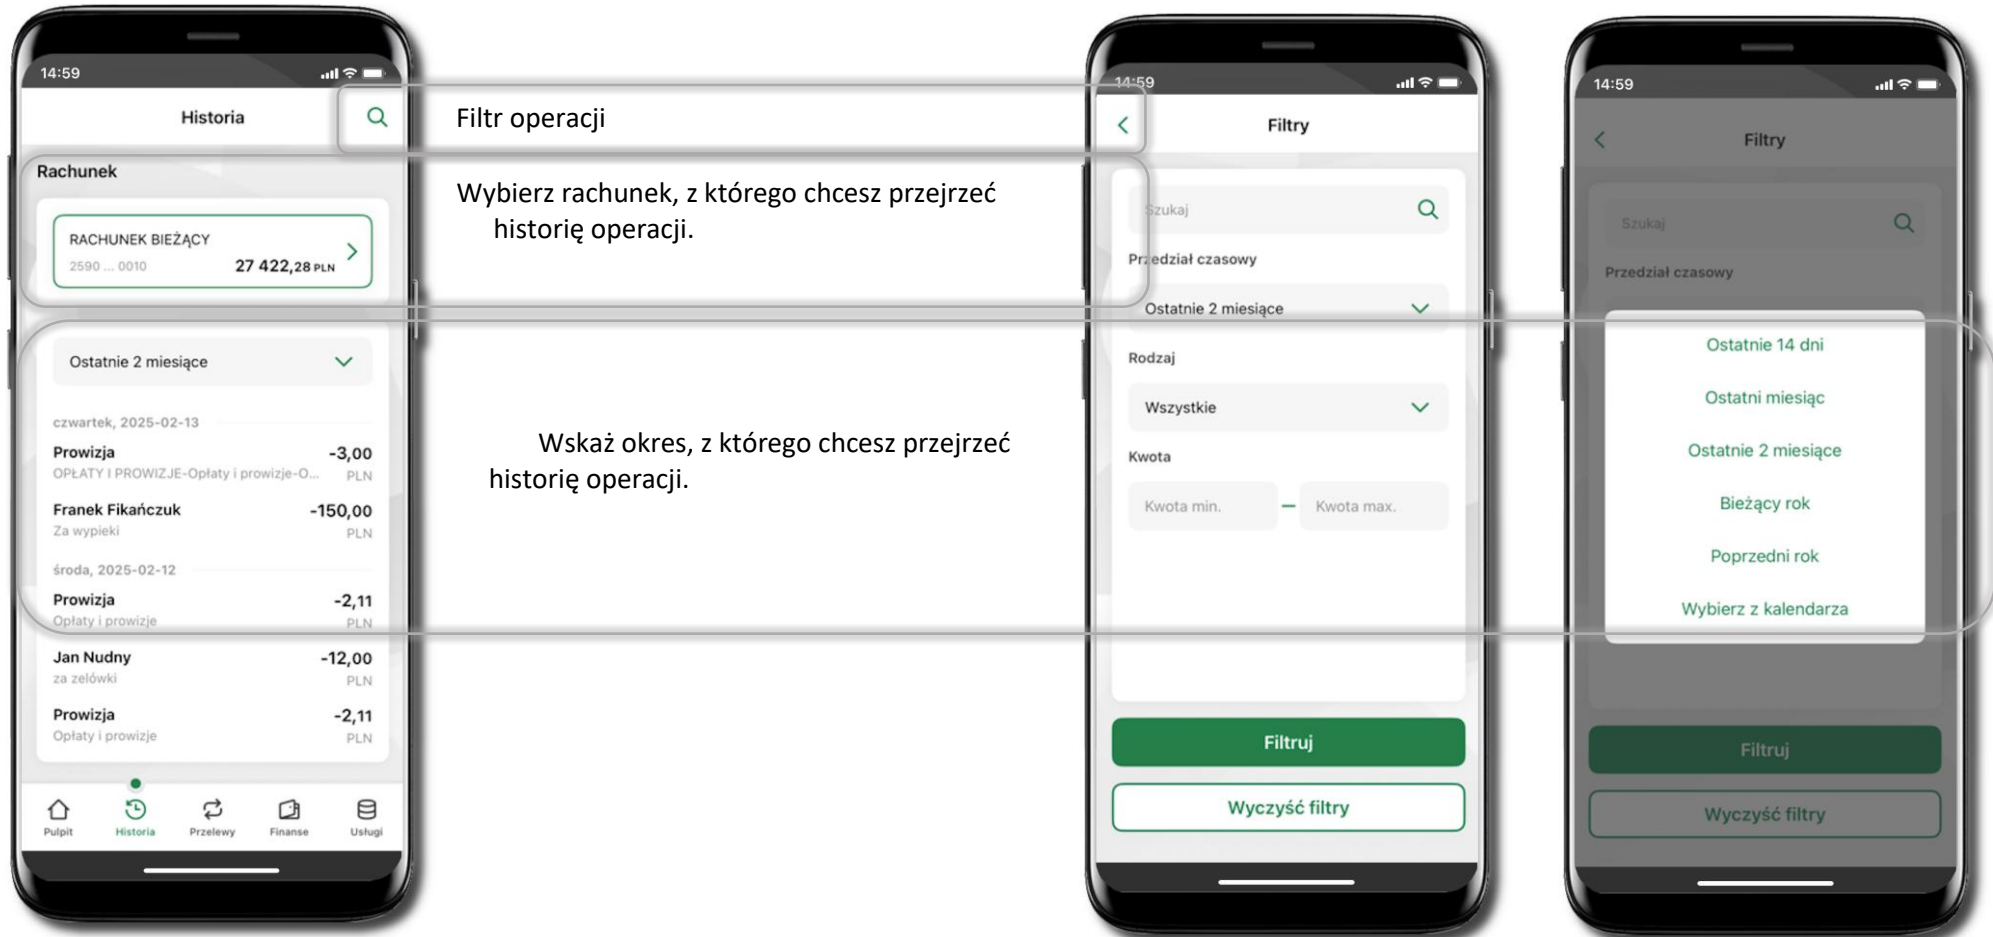 14:59
Historia
Rachunek
RACHUNEK BIEŻĄCY
2590 ... 0010 27 422,28 PLN
Ostatnie 2 miesiące
czwartek, 2025-02-13
Prowizja -3,00
OPŁATY I PROWIZJE-Opłaty i prowizje-O... PLN
Franek Fikańczuk -150,00
Za wypieki PLN
środa, 2025-02-12
Prowizja -2,11
Opłaty i prowizje PLN
Jan Nudny -12,00
za zelówki PLN
Prowizja -2,11
Opłaty i prowizje PLN
Pulpit Historia Przelewy Finanse Usługi
Filtr operacji
Wybierz rachunek, z którego chcesz przejrzeć
historię operacji.
Wskaż okres, z którego chcesz przejrzeć
historię operacji.
14:59
Filtry
Szukaj
Przedział czasowy
Ostatnie 2 miesiące
Rodzaj
Wszystkie
Kwota
Kwota min. – Kwota max.
Filtruj
Wyczyść filtry
14:59
Filtry
Szukaj
Przedział czasowy
Ostatnie 14 dni
Ostatni miesiąc
Ostatnie 2 miesiące
Bieżący rok
Poprzedni rok
Wybierz z kalendarza
Filtruj
Wyczyść filtry